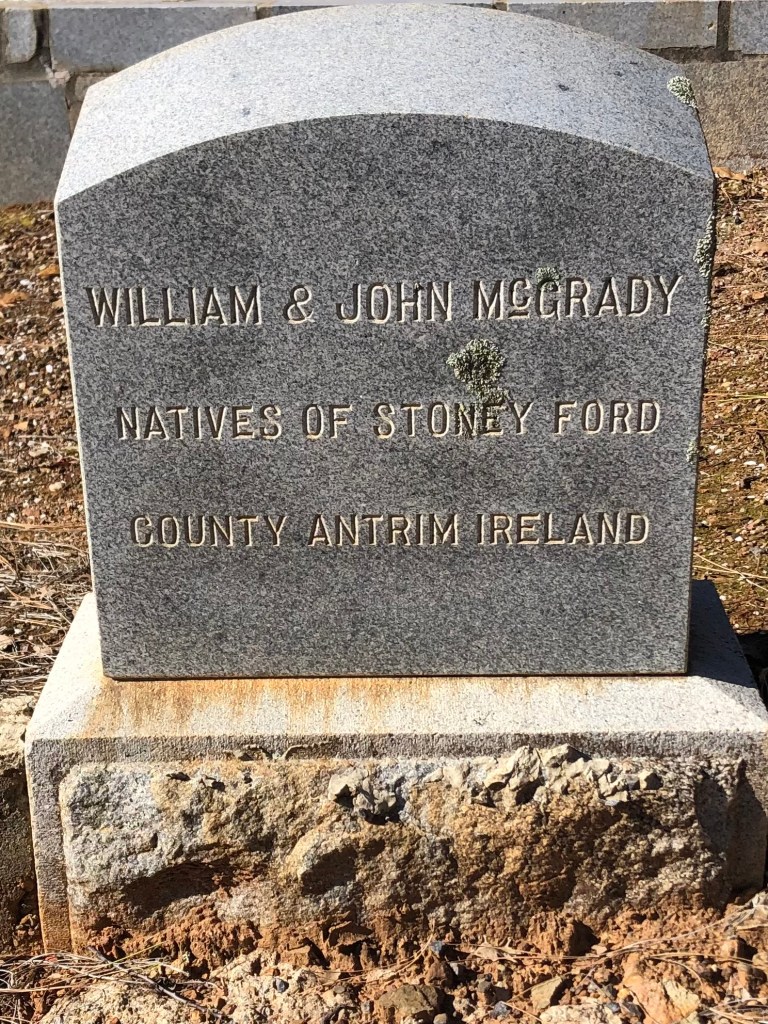 WILLIAM & JOHN McGRADY
NATIVES OF STONEY FORD
COUNTY ANTRIM IRELAND